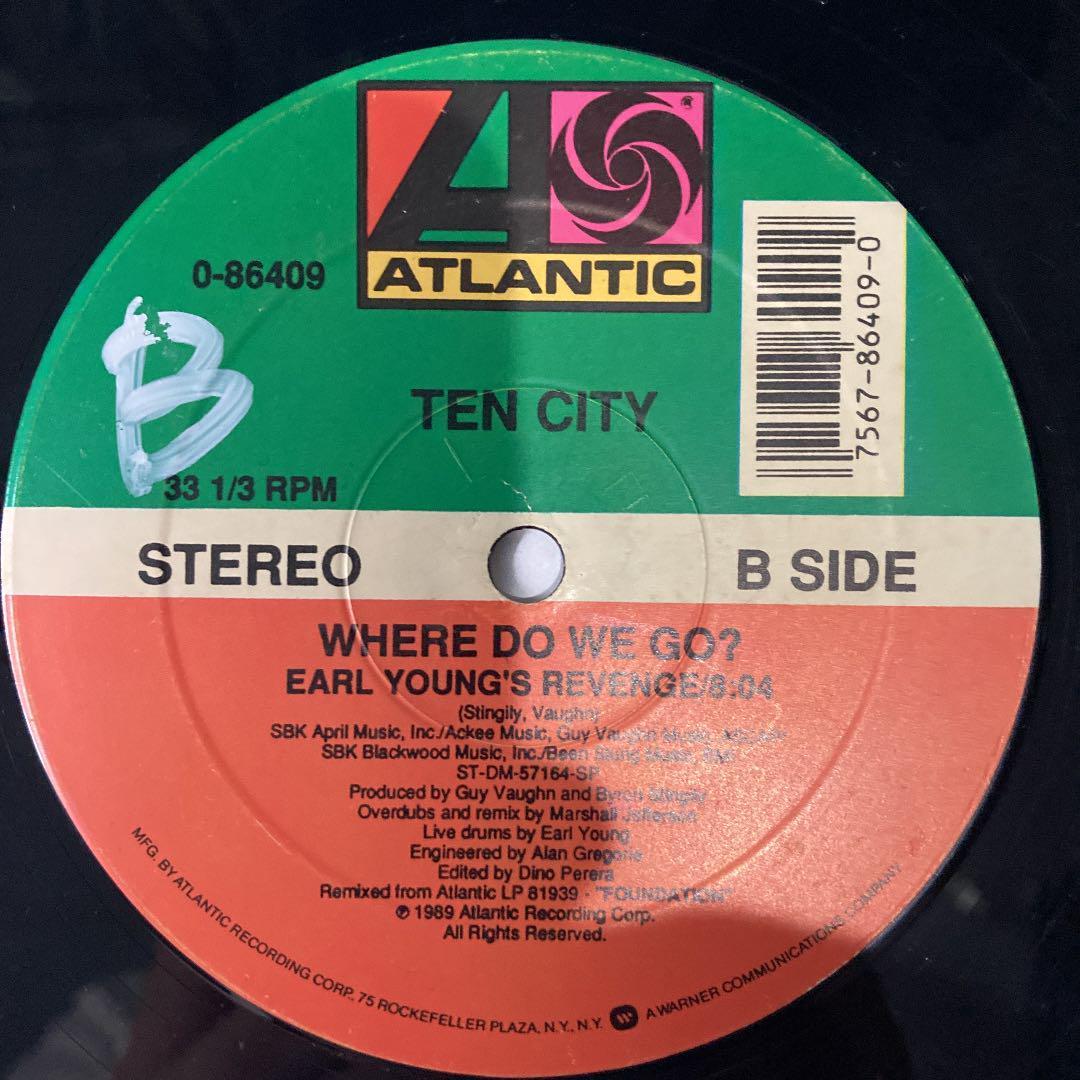 ATLANTIC
0-86409
7567-86409-0
B
TEN CITY
33 1/3 RPM
STEREO
B SIDE
WHERE DO WE GO?
EARL YOUNG'S REVENGE/8:04
(Stingily, Vaughn)
SBK April Music, Inc./Ackee Music, Guy Vaughn Music,
SBK Blackwood Music, Inc./Been Stung Music, BMI
ST-DM-57164-SP
Produced by Guy Vaughn and Byron Stingily
Overdubs and remix by Marshall Jefferson
Live drums by Earl Young
Engineered by Alan Gregorie
Edited by Dino Perera
Remixed from Atlantic LP 81939 - "FOUNDATION"
℗ 1989 Atlantic Recording Corp.
All Rights Reserved.
MFG. BY ATLANTIC RECORDING CORP., 75 ROCKEFELLER PLAZA, N.Y., N.Y. A WARNER COMMUNICATIONS COMPANY